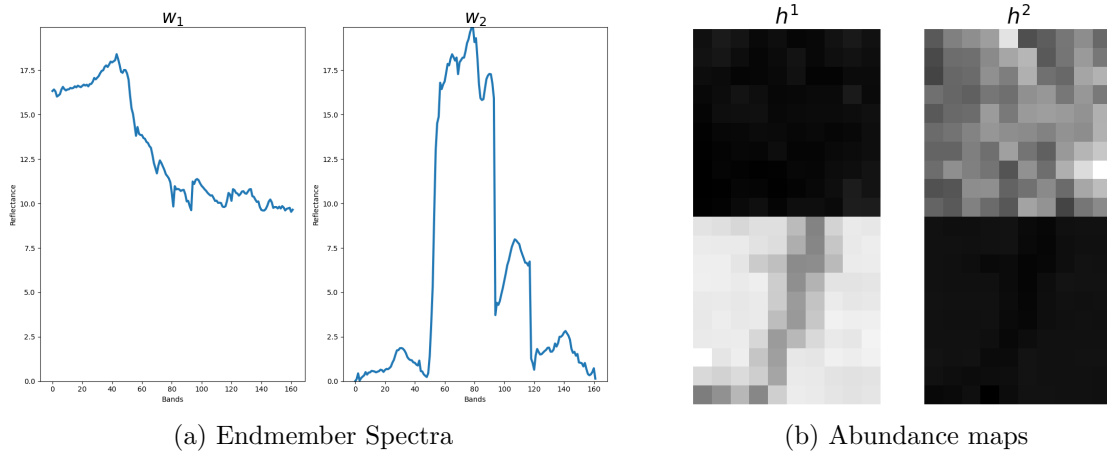 w₁
w₂
h¹
h²
Reflectance
17.5
15.0
12.5
10.0
7.5
5.0
2.5
0.0
0 20 40 60 80 100 120 140 160
Bands
Reflectance
17.5
15.0
12.5
10.0
7.5
5.0
2.5
0.0
0 20 40 60 80 100 120 140 160
Bands
(a) Endmember Spectra
(b) Abundance maps